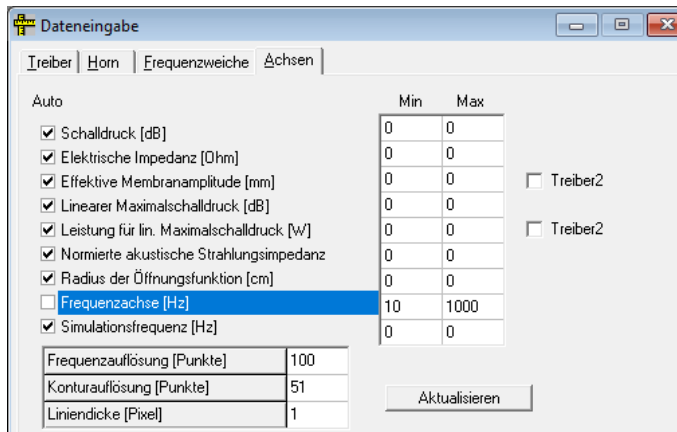 Dateneingabe
Treiber Horn Frequenzweiche Achsen
Auto Min Max
Schalldruck [dB] 0 0
Elektrische Impedanz [Ohm] 0 0
Effektive Membranamplitude [mm] 0 0 Treiber2
Linearer Maximalschalldruck [dB] 0 0
Leistung für lin. Maximalschalldruck [W] 0 0 Treiber2
Normierte akustische Strahlungsimpedanz 0 0
Radius der Öffnungsfunktion [cm] 0 0
Frequenzachse [Hz] 10 1000
Simulationsfrequenz [Hz] 0 0
Frequenzauflösung [Punkte] 100
Konturauflösung [Punkte] 51
Liniendicke [Pixel] 1
Aktualisieren